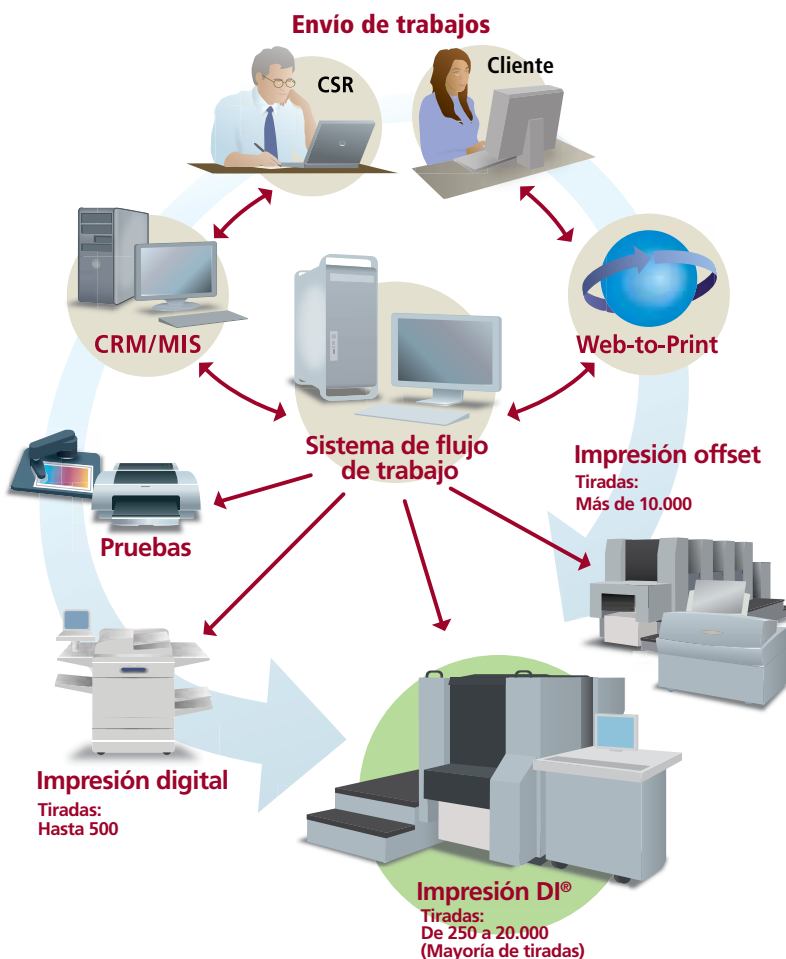 Envío de trabajos
CSR
Cliente
CRM/MIS
Web-to-Print
Sistema de flujo
de trabajo
Impresión offset
Tiradas:
Más de 10.000
Pruebas
Impresión digital
Tiradas:
Hasta 500
Impresión DI®
Tiradas:
De 250 a 20.000
(Mayoría de tiradas)